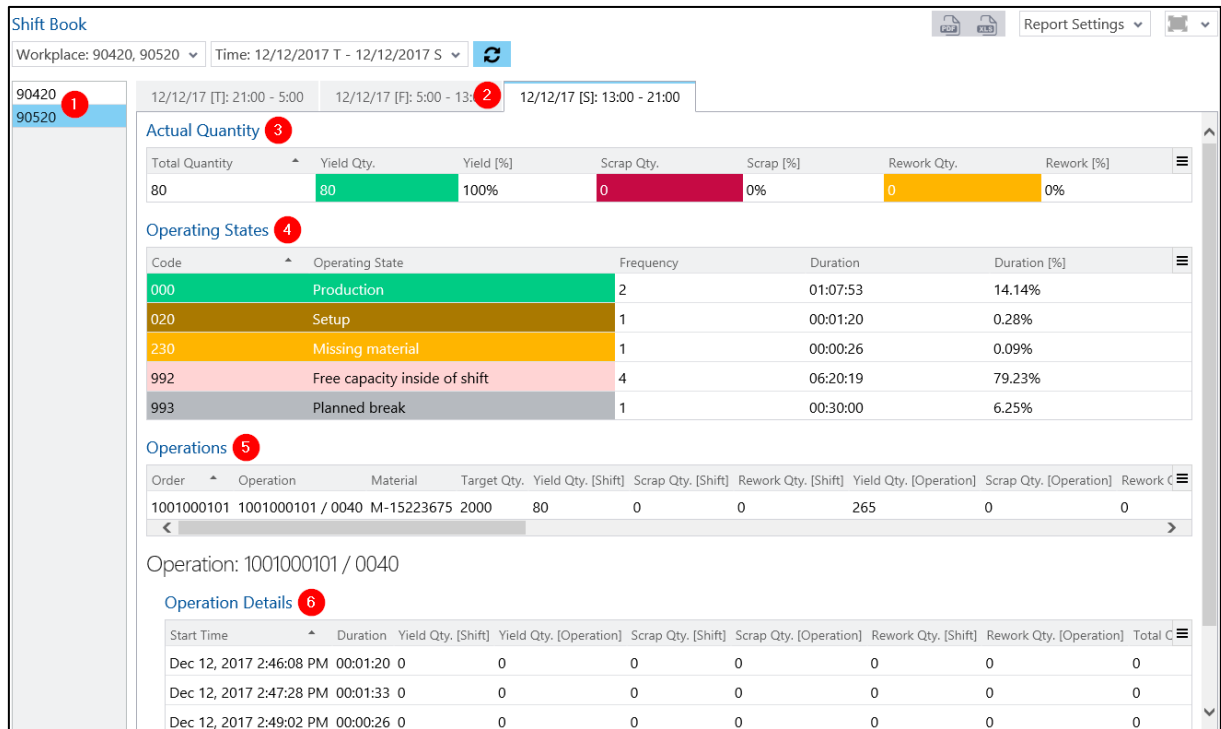 Shift Book
PDF XLS Report Settings
Workplace: 90420, 90520 Time: 12/12/2017 T - 12/12/2017 S
90420
1
90520
12/12/17 [T]: 21:00 - 5:00 12/12/17 [F]: 5:00 - 13: 2 12/12/17 [S]: 13:00 - 21:00
Actual Quantity 3
Total Quantity Yield Qty. Yield [%] Scrap Qty. Scrap [%] Rework Qty. Rework [%]
80 80 100% 0 0% 0 0%
Operating States 4
Code Operating State Frequency Duration Duration [%]
000 Production 2 01:07:53 14.14%
020 Setup 1 00:01:20 0.28%
230 Missing material 1 00:00:26 0.09%
992 Free capacity inside of shift 4 06:20:19 79.23%
993 Planned break 1 00:30:00 6.25%
Operations 5
Order Operation Material Target Qty. Yield Qty. [Shift] Scrap Qty. [Shift] Rework Qty. [Shift] Yield Qty. [Operation] Scrap Qty. [Operation] Rework
1001000101 1001000101 / 0040 M-15223675 2000 80 0 0 265 0 0
Operation: 1001000101 / 0040
Operation Details 6
Start Time Duration Yield Qty. [Shift] Yield Qty. [Operation] Scrap Qty. [Shift] Scrap Qty. [Operation] Rework Qty. [Shift] Rework Qty. [Operation] Total
Dec 12, 2017 2:46:08 PM 00:01:20 0 0 0 0 0 0 0
Dec 12, 2017 2:47:28 PM 00:01:33 0 0 0 0 0 0 0
Dec 12, 2017 2:49:02 PM 00:00:26 0 0 0 0 0 0 0